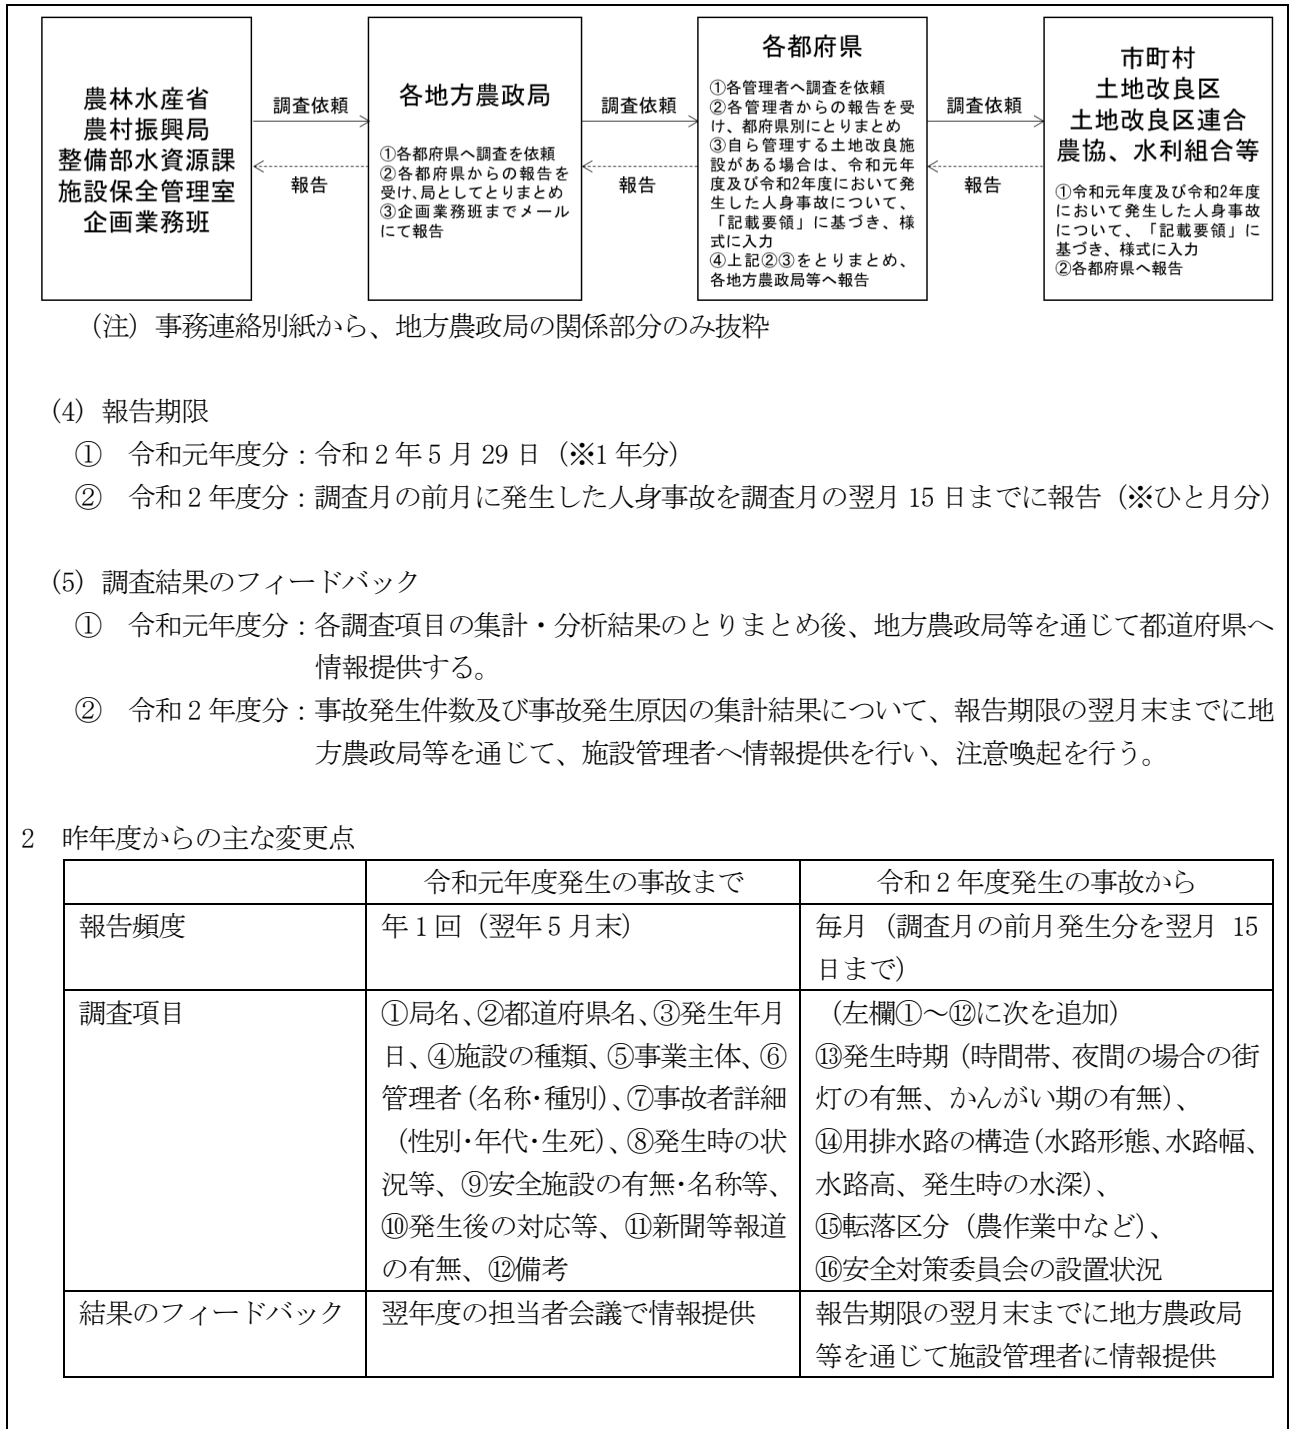 農林水産省
農村振興局
整備部水資源課
施設保全管理室
企画業務班
調査依頼
報告
各地方農政局
①各都府県へ調査を依頼
②各都府県からの報告を
受け、局としてとりまとめ
③企画業務班までメール
にて報告
調査依頼
報告
各都府県
①各管理者へ調査を依頼
②各管理者からの報告を受
け、都府県別にとりまとめ
③自ら管理する土地改良施
設がある場合は、令和元年
度及び令和2年度において発
生した人身事故について、
「記載要領」に基づき、様
式に入力
④上記②③をとりまとめ、
各地方農政局等へ報告
調査依頼
報告
市町村
土地改良区
土地改良区連合
農協、水利組合等
①令和元年度及び令和2年度
において発生した人身事故
について、「記載要領」に
基づき、様式に入力
②各都府県へ報告
（注）事務連絡別紙から、地方農政局の関係部分のみ抜粋
(4) 報告期限
①　令和元年度分：令和２年５月 29 日（※1 年分）
②　令和２年度分：調査月の前月に発生した人身事故を調査月の翌月 15 日までに報告（※ひと月分）
(5) 調査結果のフィードバック
①　令和元年度分：各調査項目の集計・分析結果のとりまとめ後、地方農政局等を通じて都道府県へ
情報提供する。
②　令和２年度分：事故発生件数及び事故発生原因の集計結果について、報告期限の翌月末までに地
方農政局等を通じて、施設管理者へ情報提供を行い、注意喚起を行う。
2　昨年度からの主な変更点
令和元年度発生の事故まで
令和２年度発生の事故から
報告頻度
年１回（翌年５月末）
毎月（調査月の前月発生分を翌月 15
日まで）
調査項目
①局名、②都道府県名、③発生年月
日、④施設の種類、⑤事業主体、⑥
管理者（名称・種別）、⑦事故者詳細
（性別・年代・生死）、⑧発生時の状
況等、⑨安全施設の有無・名称等、
⑩発生後の対応等、⑪新聞等報道
の有無、⑫備考
（左欄①～⑫に次を追加）
⑬発生時期（時間帯、夜間の場合の街
灯の有無、かんがい期の有無）、
⑭用排水路の構造（水路形態、水路幅、
水路高、発生時の水深）、
⑮転落区分（農作業中など）、
⑯安全対策委員会の設置状況
結果のフィードバック
翌年度の担当者会議で情報提供
報告期限の翌月末までに地方農政局
等を通じて施設管理者に情報提供